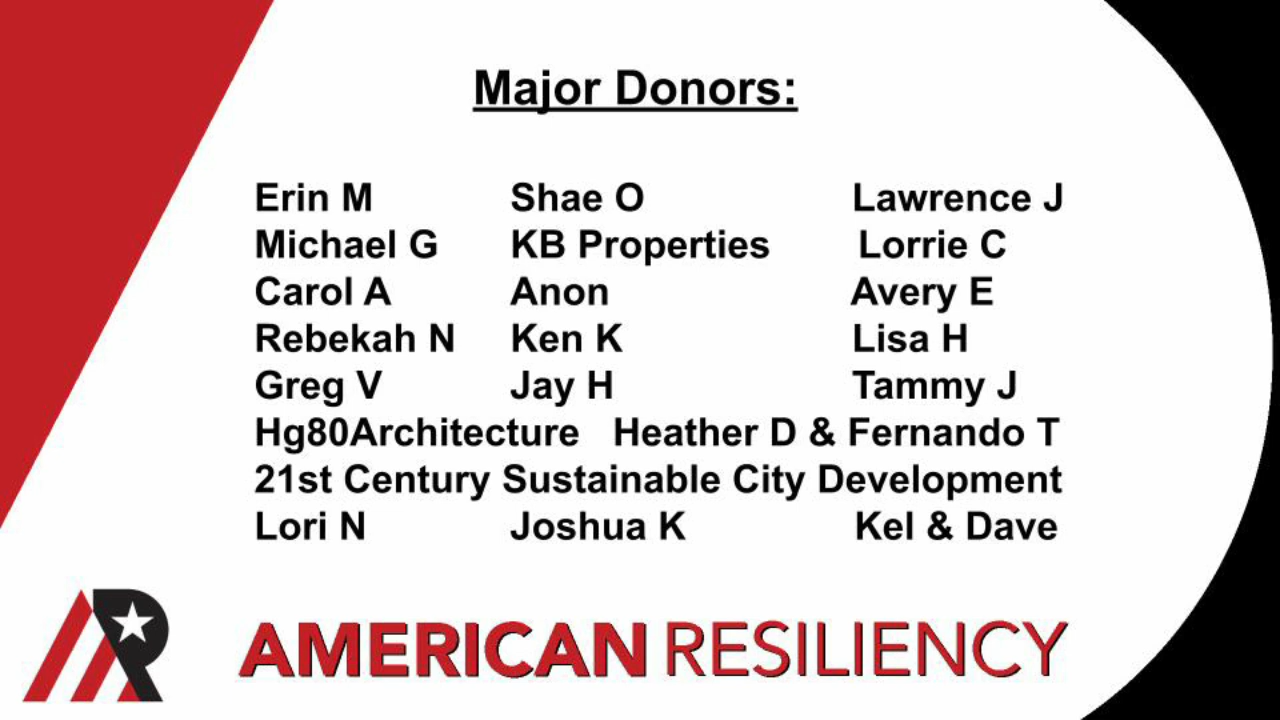 Major Donors:
Erin M Shae O Lawrence J
Michael G KB Properties Lorrie C
Carol A Anon Avery E
Rebekah N Ken K Lisa H
Greg V Jay H Tammy J
Hg80Architecture Heather D & Fernando T
21st Century Sustainable City Development
Lori N Joshua K Kel & Dave
AMERICAN RESILIENCY